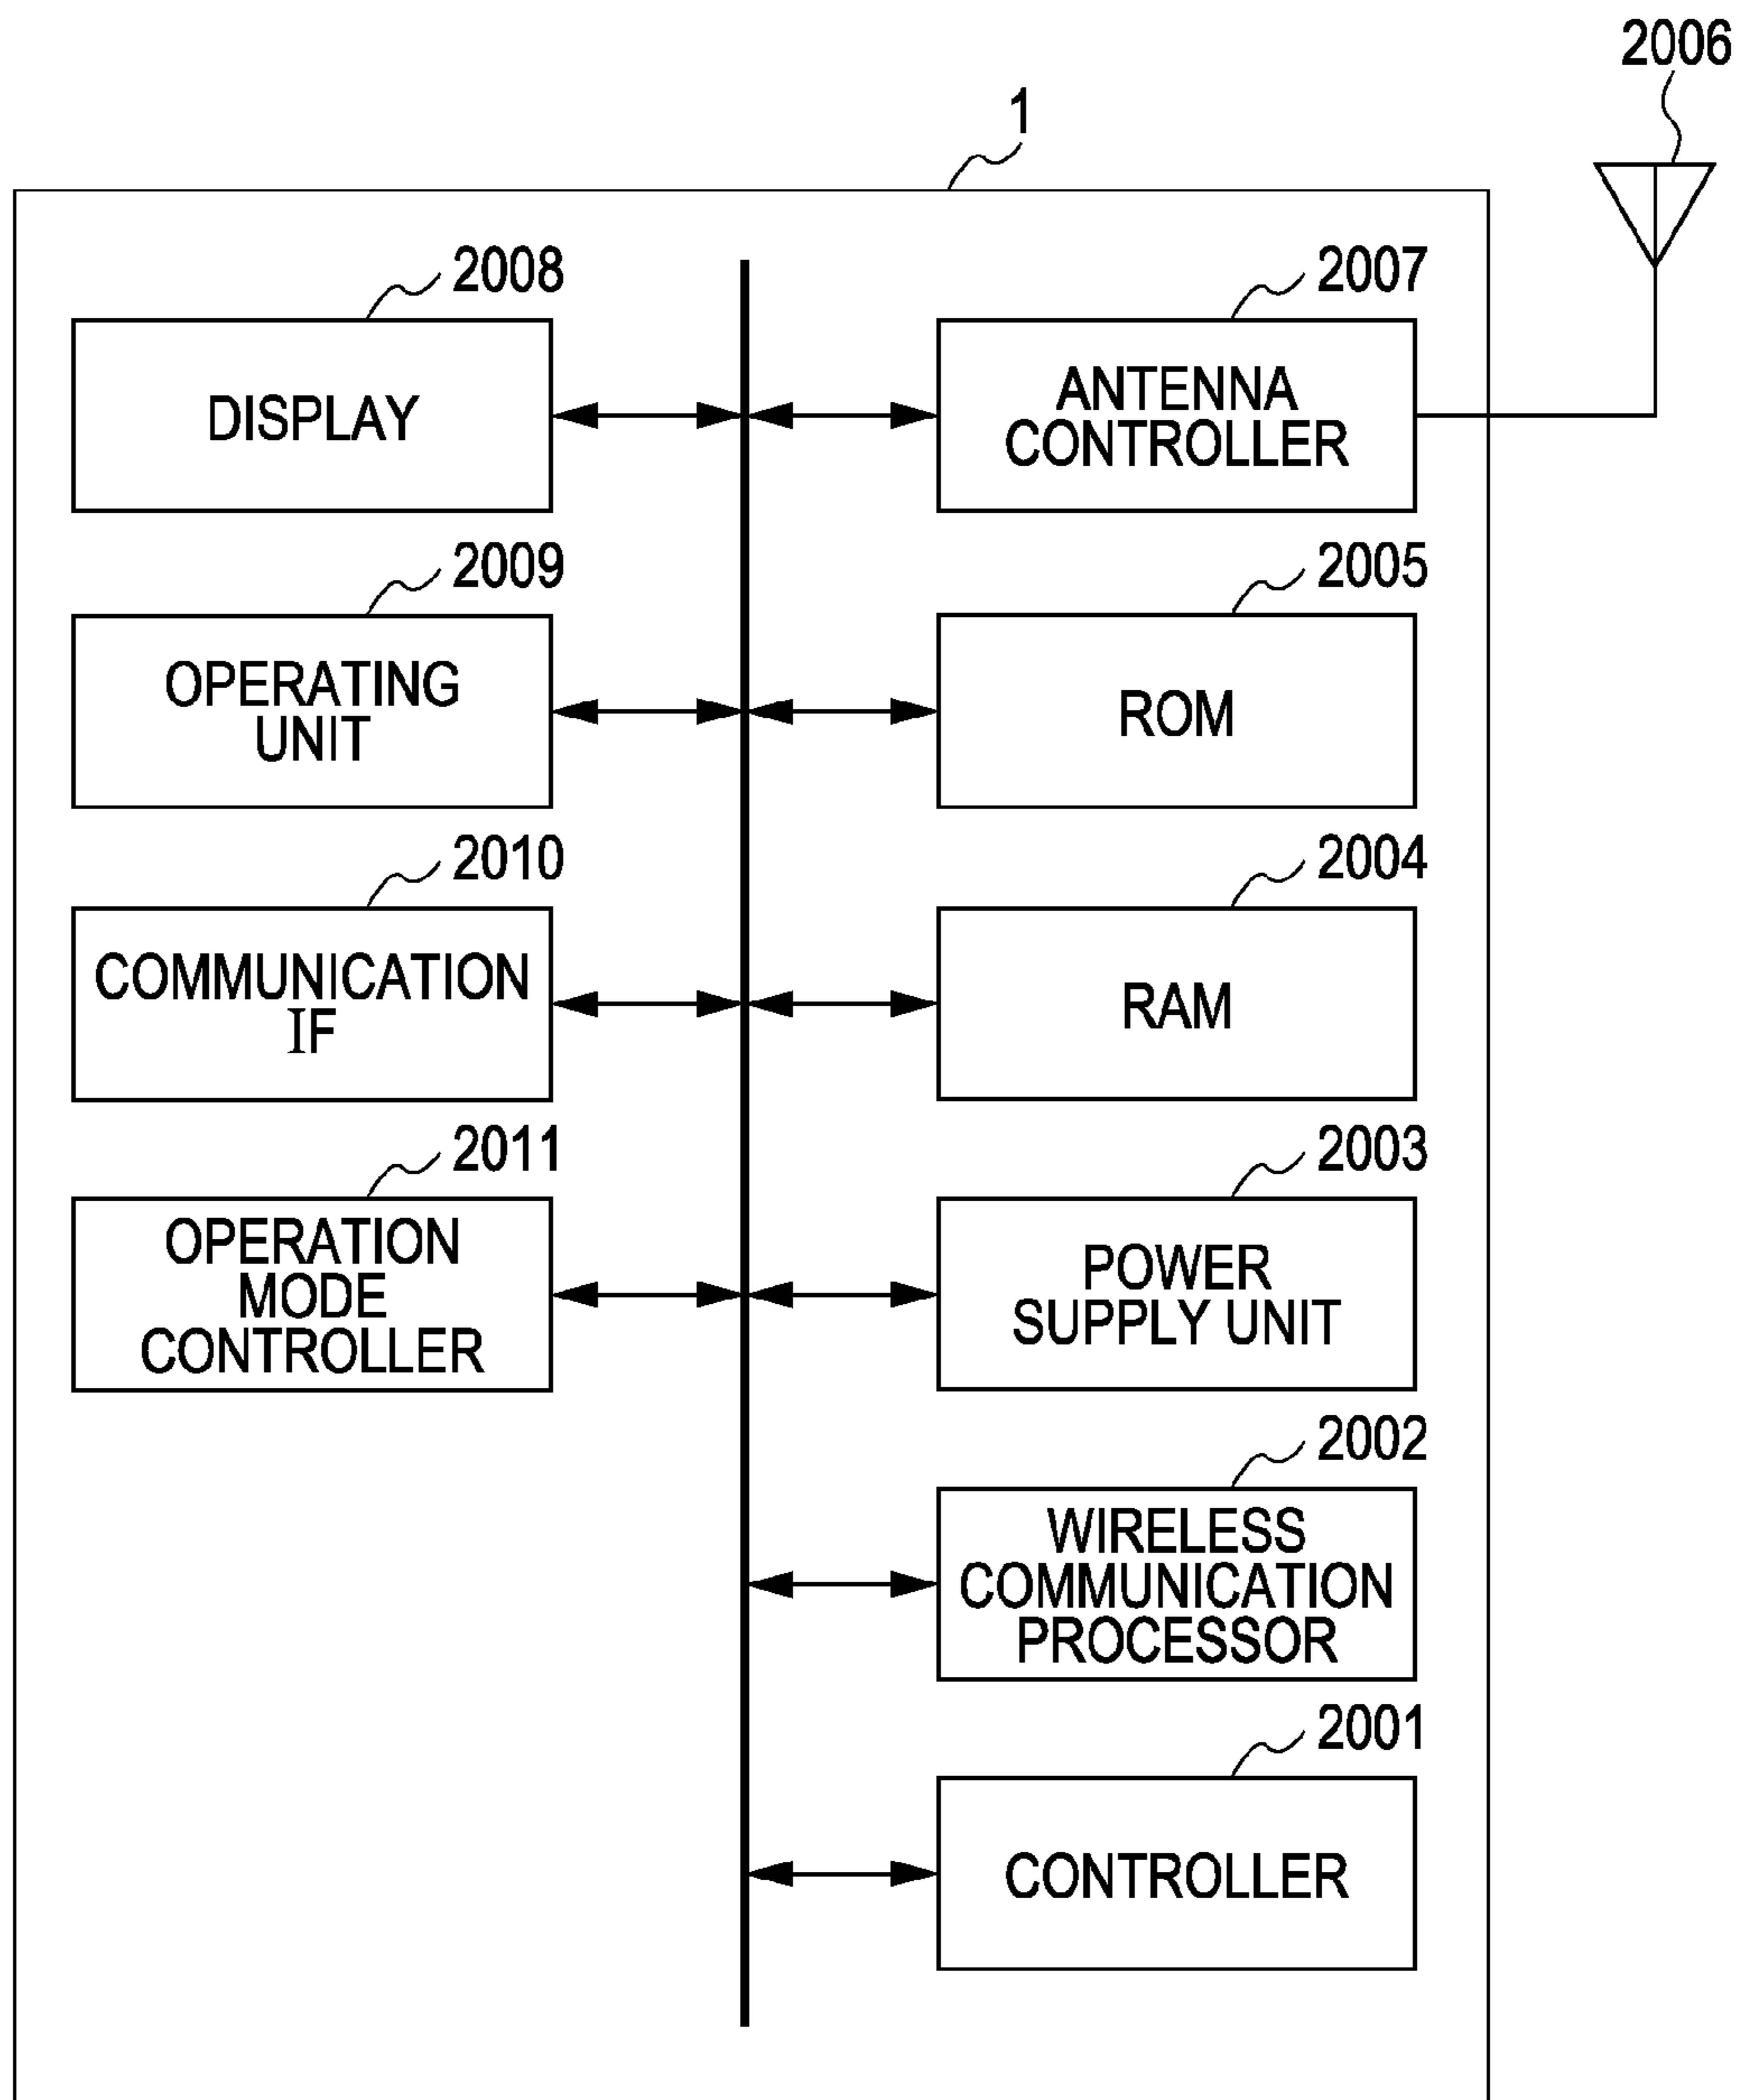 2006
1
2008
DISPLAY
2007
ANTENNA
CONTROLLER
2009
OPERATING
UNIT
2005
ROM
2010
COMMUNICATION
IF
2004
RAM
2011
OPERATION
MODE
CONTROLLER
2003
POWER
SUPPLY UNIT
2002
WIRELESS
COMMUNICATION
PROCESSOR
2001
CONTROLLER